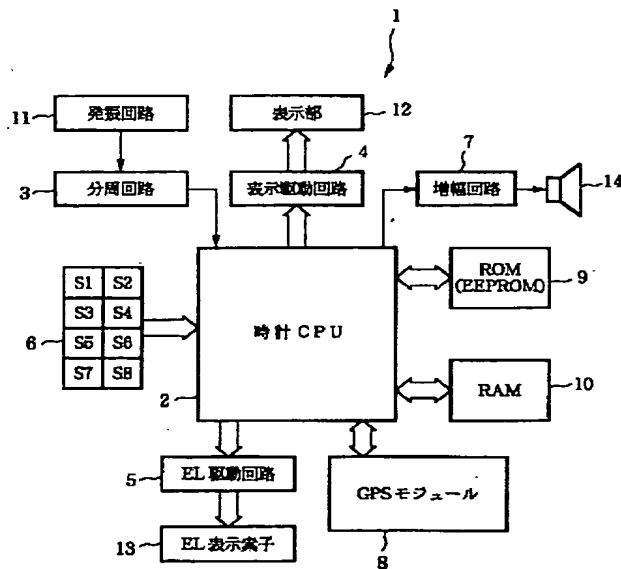 1
11
発振回路
表示部
12
4
7
3
分周回路
表示駆動回路
増幅回路
14
S1 S2
S3 S4
S5 S6
S7 S8
6
時計CPU
2
ROM
(EEPROM)
9
RAM
10
5
EL駆動回路
GPSモジュール
8
13
EL表示素子